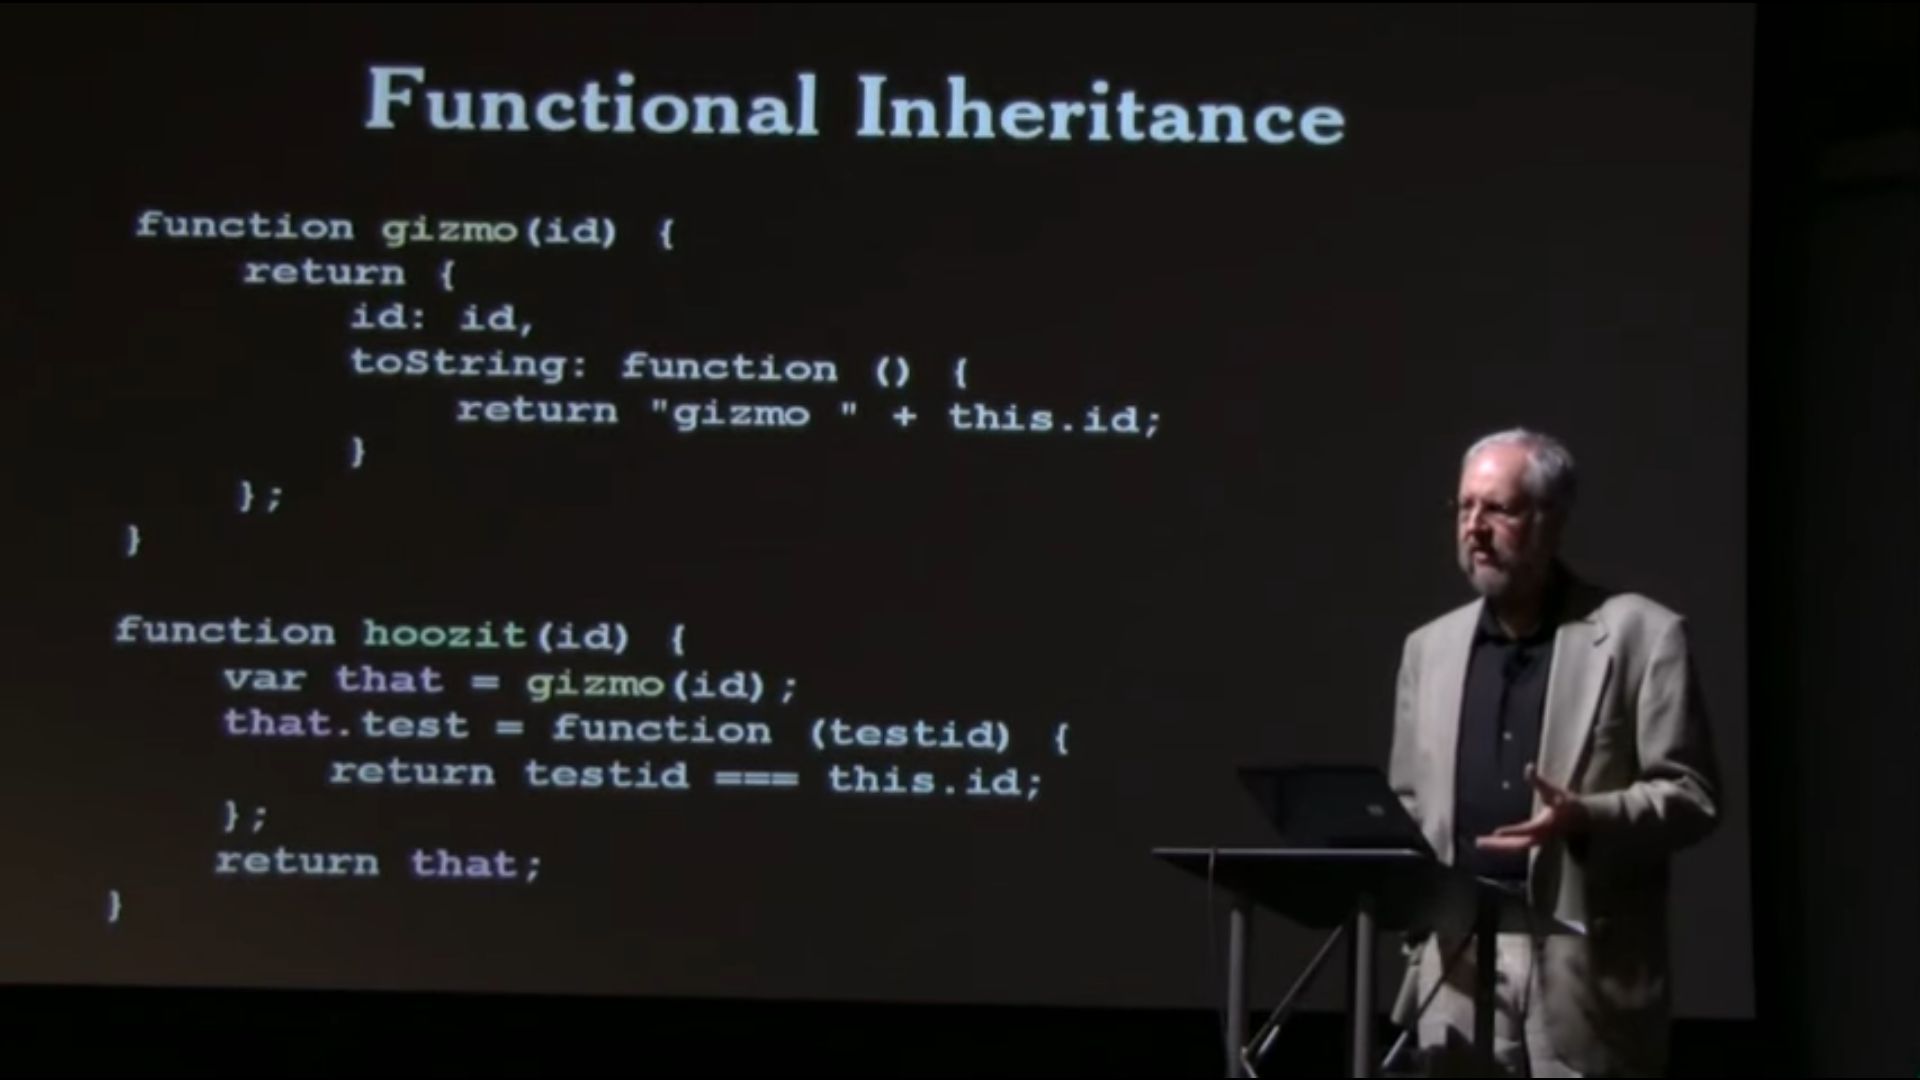 Functional Inheritance
function gizmo(id) {
    return {
        id: id,
        toString: function () {
            return "gizmo " + this.id;
        }
    };
}
function hoozit(id) {
    var that = gizmo(id);
    that.test = function (testid) {
        return testid === this.id;
    };
    return that;
}